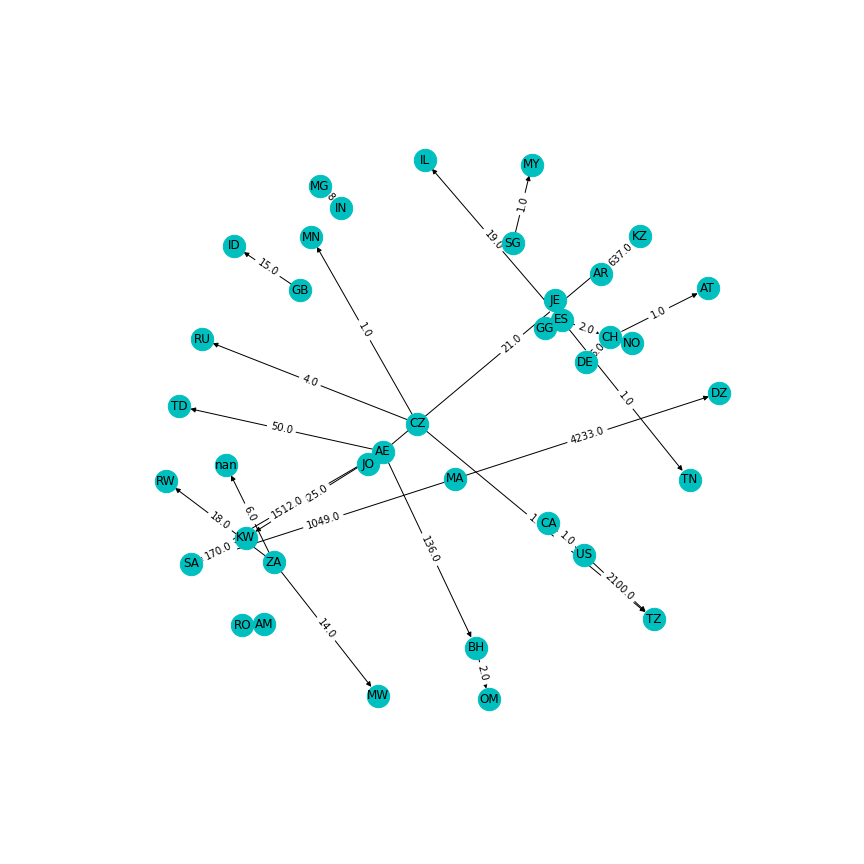 IL
MY
MG
8
IN
1.0
MN
ID
19.0
SG
KZ
637.0
15.0
AR
GB
AT
JE
1.0
ES
GG
2.0
1.0
CH
RU
21.0
NO
DE
4.0
DZ
1.0
TD
50.0
CZ
4233.0
AE
JO
nan
MA
TN
RW
25.0
1512.0
18.0
6.0
1049.0
CA
KW
1.0
170.0
136.0
US
SA
ZA
2100.0
TZ
RO
AM
14.0
BH
2.0
MW
OM